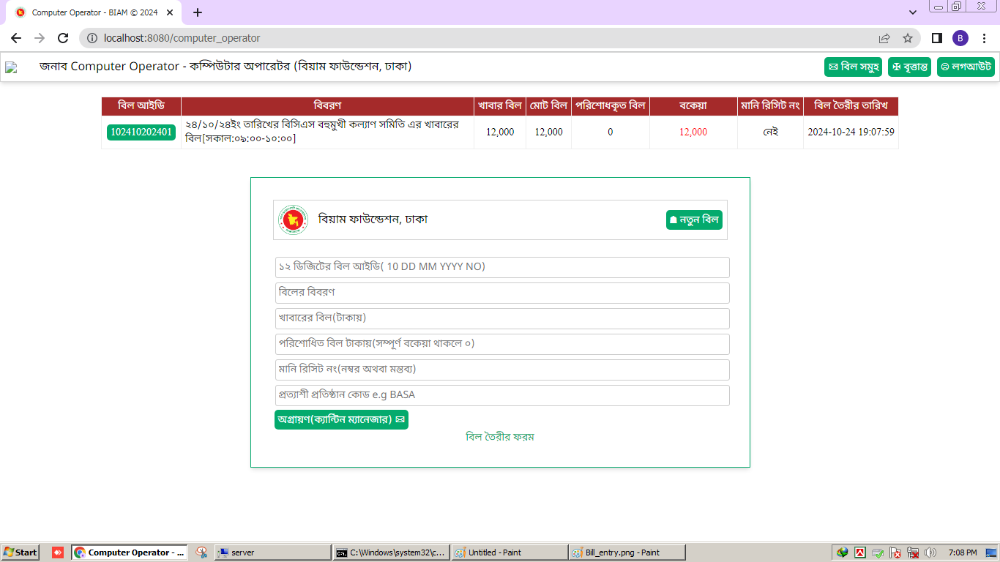 Computer Operator - BIAM © 2024
localhost:8080/computer_operator
B
জনাব Computer Operator - কম্পিউটার অপারেটর (বিয়াম ফাউন্ডেশন, ঢাকা)
বিল সমুহ
বৃত্তান্ত
লগআউট
বিল আইডি বিবরণ খাবার বিল মোট বিল পরিশোধকৃত বিল বকেয়া মানি রিসিট নং বিল তৈরীর তারিখ
102410202401 ২৪/১০/২৪ইং তারিখের বিসিএস বহুমুখী কল্যাণ সমিতি এর খাবারের
বিল[সকাল:০৯:০০-১০:০০] 12,000 12,000 0 12,000 নেই 2024-10-24 19:07:59
বিয়াম ফাউন্ডেশন, ঢাকা
নতুন বিল
১২ ডিজিটের বিল আইডি( 10 DD MM YYYY NO)
বিলের বিবরণ
খাবারের বিল(টাকায়)
পরিশোধিত বিল টাকায়(সম্পূর্ণ বকেয়া থাকলে ০)
মানি রিসিট নং(নম্বর অথবা মন্তব্য)
প্রত্যাশী প্রতিষ্ঠান কোড e.g BASA
অগ্রায়ণ(ক্যান্টিন ম্যানেজার)
বিল তৈরীর ফরম
Start
Computer Operator - ...
server
C:\Windows\system32\c...
Untitled - Paint
Bill_entry.png - Paint
7:08 PM